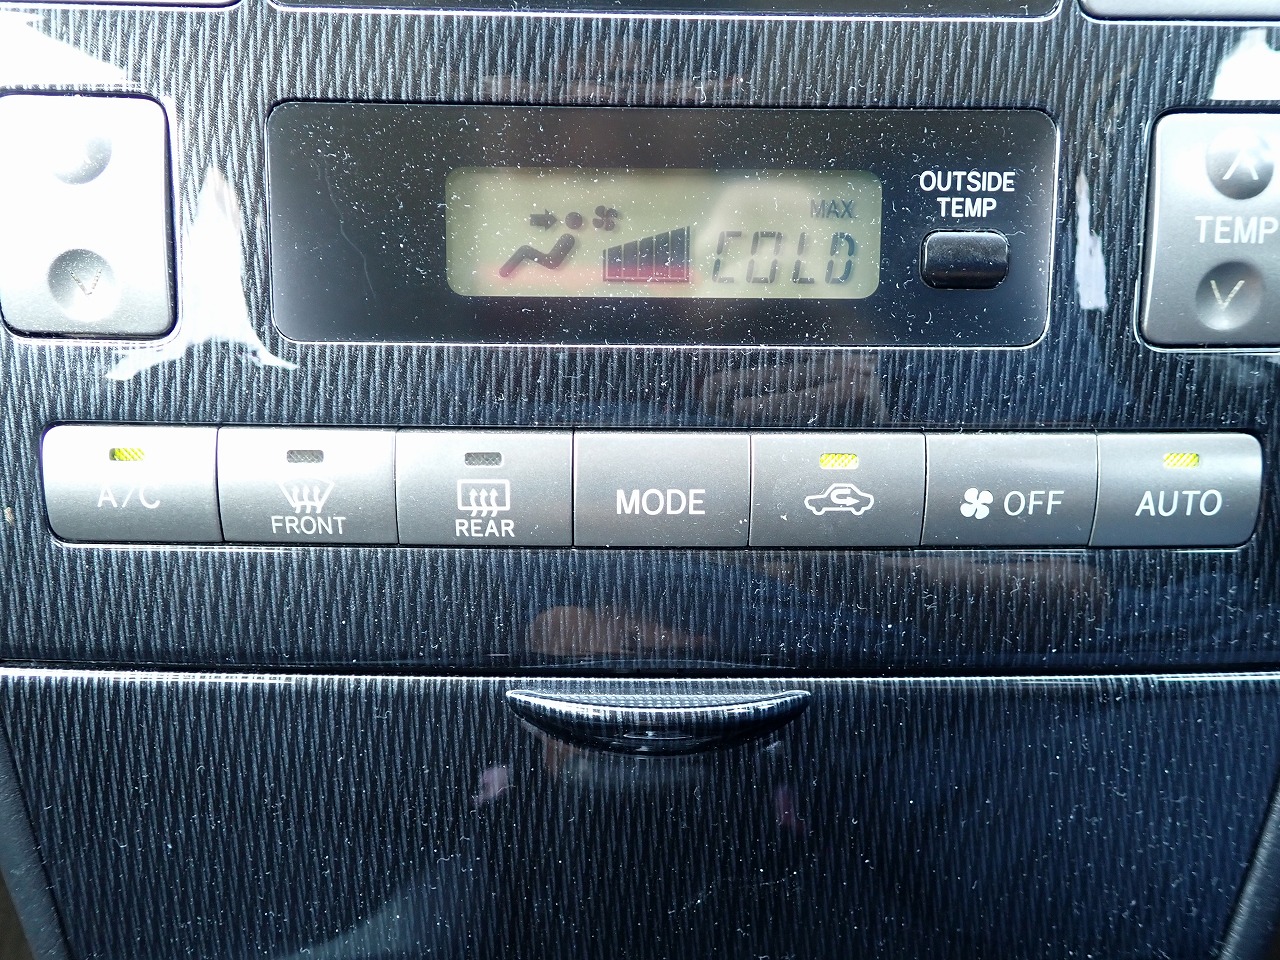 OUTSIDE
TEMP
MAX
COLD
TEMP
A/C
FRONT
REAR
MODE
OFF
AUTO